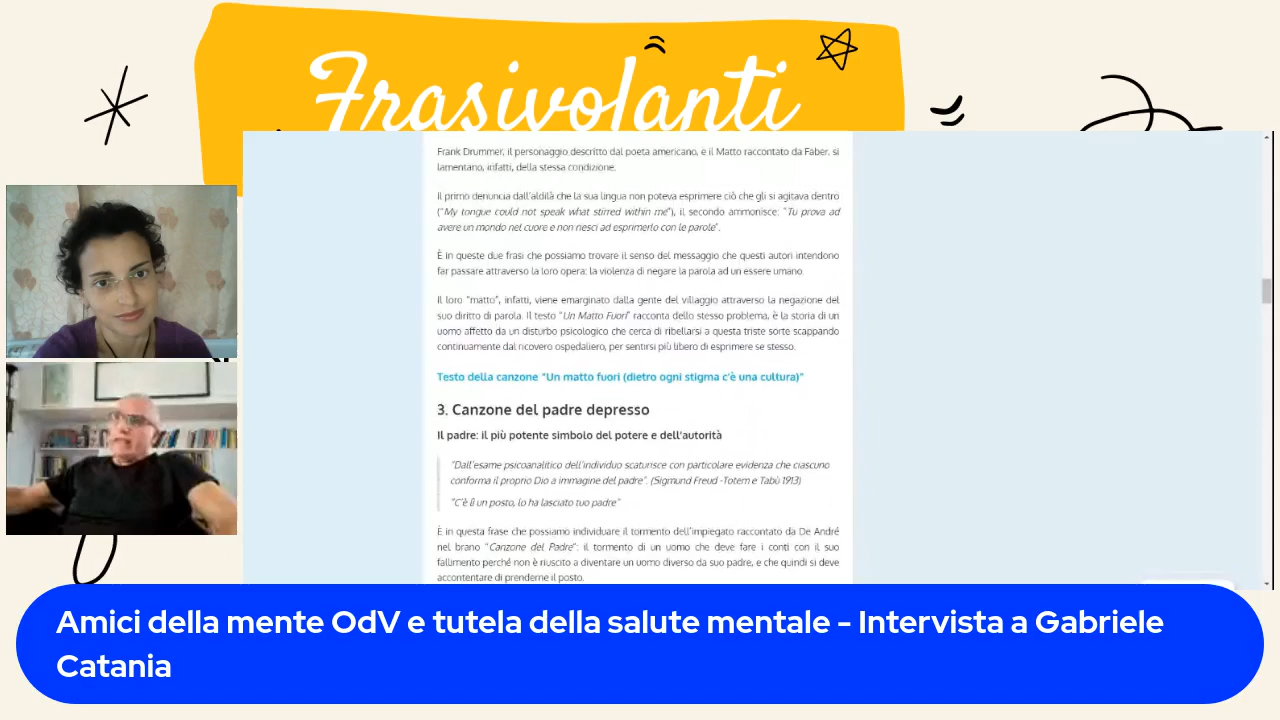 Frasivolanti
Frank Drummer, il personaggio descritto dal poeta americano, e il Matto raccontato da Faber, si
lamentano, infatti, della stessa condizione.
Il primo denuncia dall'aldilà che la sua lingua non poteva esprimere ciò che gli si agitava dentro
("My tongue could not speak what stirred within me"), il secondo ammonisce: "Tu prova ad
avere un mondo nel cuore e non riesci ad esprimerlo con le parole".
È in queste due frasi che possiamo trovare il senso del messaggio che questi autori intendono
far passare attraverso la loro opera: la violenza di negare la parola ad un essere umano.
Il loro "matto", infatti, viene emarginato dalla gente del villaggio attraverso la negazione del
suo diritto di parola. Il testo "Un Matto Fuori" racconta dello stesso problema, è la storia di un
uomo affetto da un disturbo psicologico che cerca di ribellarsi a questa triste sorte scappando
continuamente dal ricovero ospedaliero, per sentirsi più libero di esprimere se stesso.
Testo della canzone "Un matto fuori (dietro ogni stigma c'è una cultura)"
3. Canzone del padre depresso
Il padre: il più potente simbolo del potere e dell'autorità
"Dall'esame psicoanalitico dell'individuo scaturisce con particolare evidenza che ciascuno
conforma il proprio Dio a immagine del padre". (Sigmund Freud -Totem e Tabù 1913)
"C'è lì un posto, lo ha lasciato tuo padre"
È in questa frase che possiamo individuare il tormento dell'impiegato raccontato da De André
nel brano "Canzone del Padre": il tormento di un uomo che deve fare i conti con il suo
fallimento perché non è riuscito a diventare un uomo diverso da suo padre, e che quindi si deve
accontentare di prenderne il posto.
Amici della mente OdV e tutela della salute mentale - Intervista a Gabriele
Catania